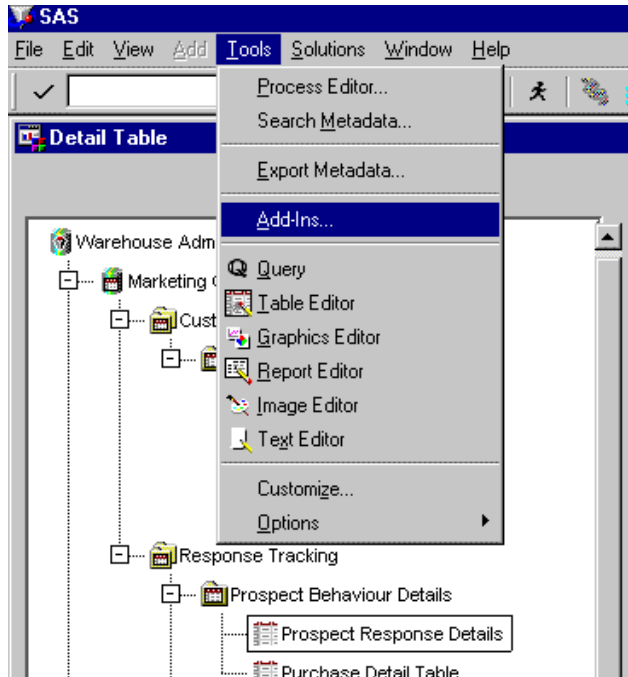 SAS
File Edit View Add Tools Solutions Window Help
Process Editor...
Search Metadata...
Detail Table
Export Metadata...
Add-Ins...
Warehouse Adm
Marketing
Query
Table Editor
Cust
Graphics Editor
Report Editor
Image Editor
Text Editor
Customize...
Options
Response Tracking
Prospect Behaviour Details
Prospect Response Details
Purchase Detail Table